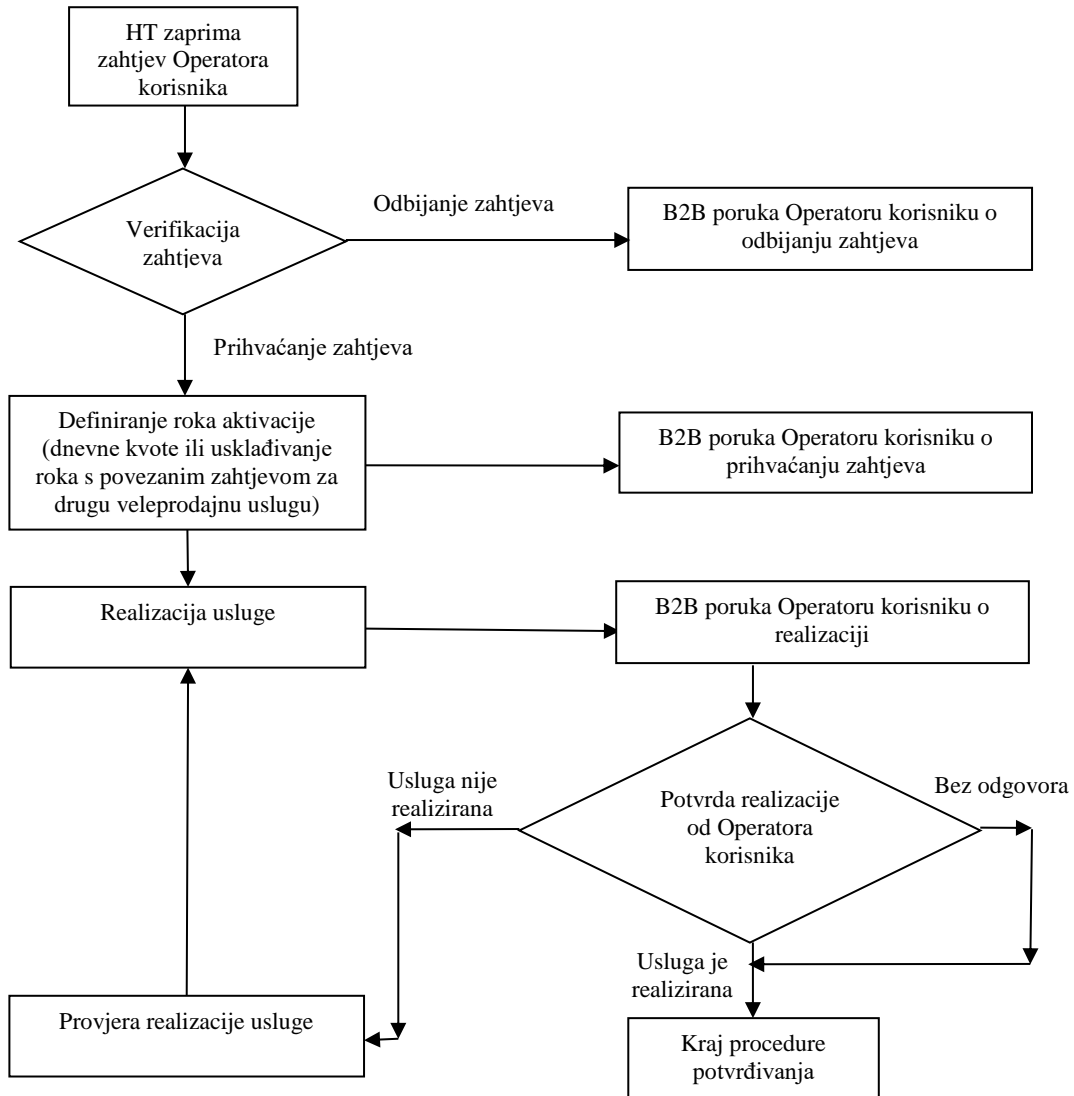 HT zaprima
zahtjev Operatora
korisnika
Verifikacija
zahtjeva
Odbijanje zahtjeva
B2B poruka Operatoru korisniku o
odbijanju zahtjeva
Prihvaćanje zahtjeva
Definiranje roka aktivacije
(dnevne kvote ili usklađivanje
roka s povezanim zahtjevom za
drugu veleprodajnu uslugu)
B2B poruka Operatoru korisniku o
prihvaćanju zahtjeva
Realizacija usluge
B2B poruka Operatoru korisniku o
realizaciji
Usluga nije
realizirana
Potvrda realizacije
od Operatora
korisnika
Bez odgovora
Usluga je
realizirana
Provjera realizacije usluge
Kraj procedure
potvrđivanja